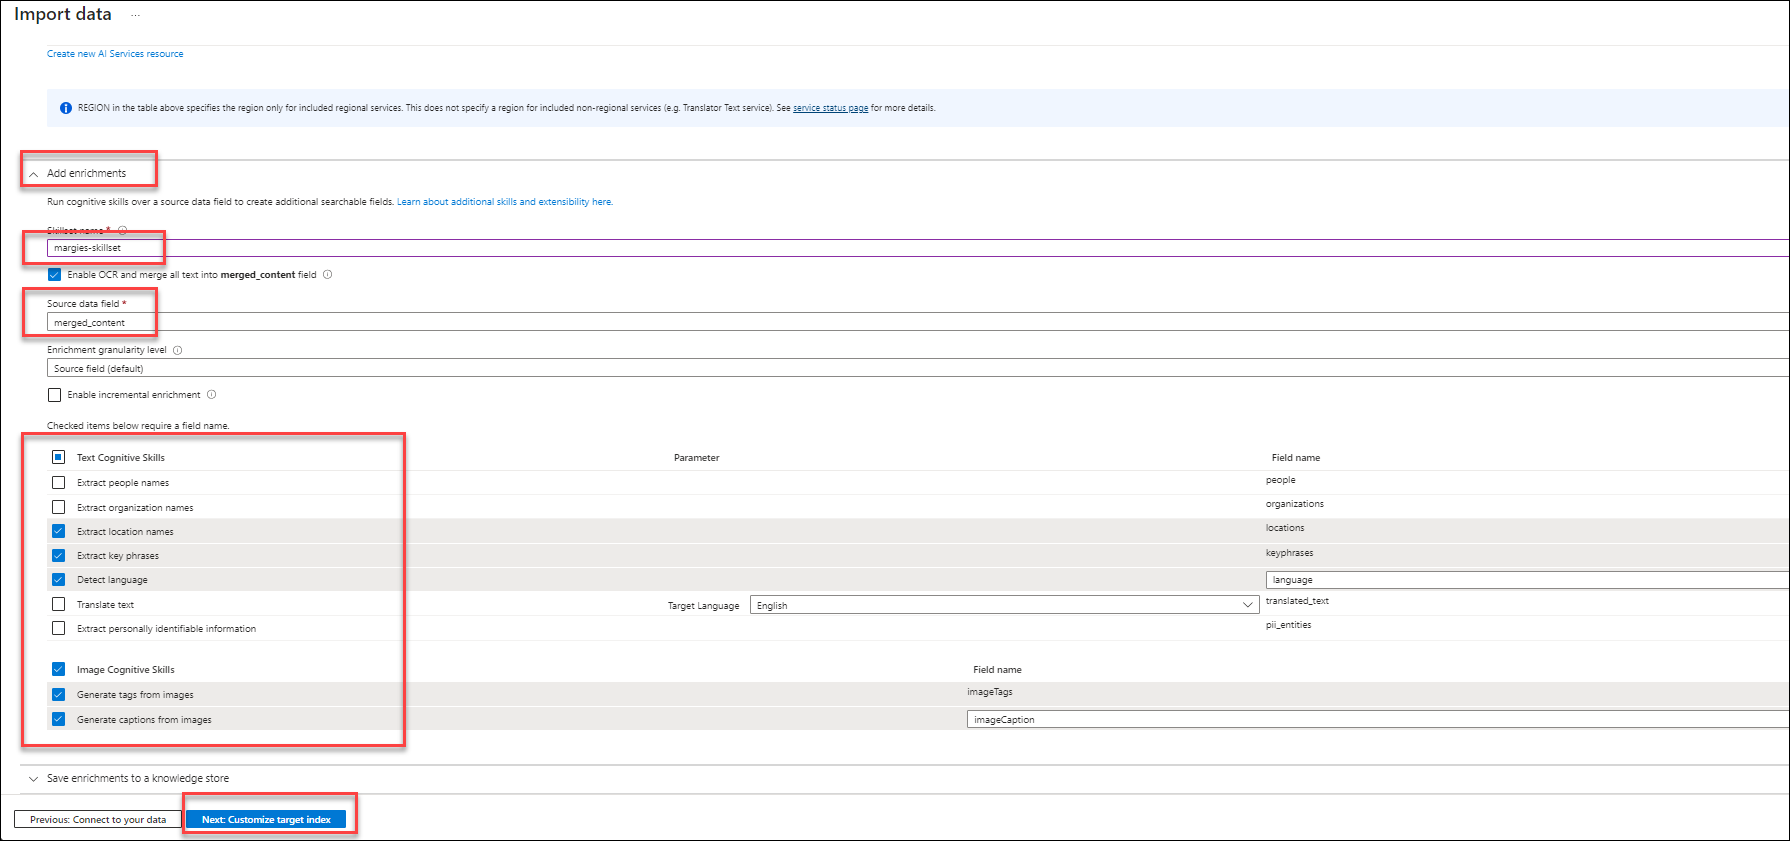 Import data ...
Create new AI Services resource
REGION in the table above specifies the region only for included regional services. This does not specify a region for included non-regional services (e.g. Translator Text service). See service status page for more details.
Add enrichments
Run cognitive skills over a source data field to create additional searchable fields. Learn about additional skills and extensibility here.
Skillset name *
margies-skillset
Enable OCR and merge all text into merged_content field
Source data field *
merged_content
Enrichment granularity level
Source field (default)
Enable incremental enrichment
Checked items below require a field name.
Text Cognitive Skills Parameter Field name
Extract people names people
Extract organization names organizations
Extract location names locations
Extract key phrases keyphrases
Detect language language
Translate text Target Language English translated_text
Extract personally identifiable information pii_entities
Image Cognitive Skills Field name
Generate tags from images imageTags
Generate captions from images imageCaption
Save enrichments to a knowledge store
Previous: Connect to your data Next: Customize target index